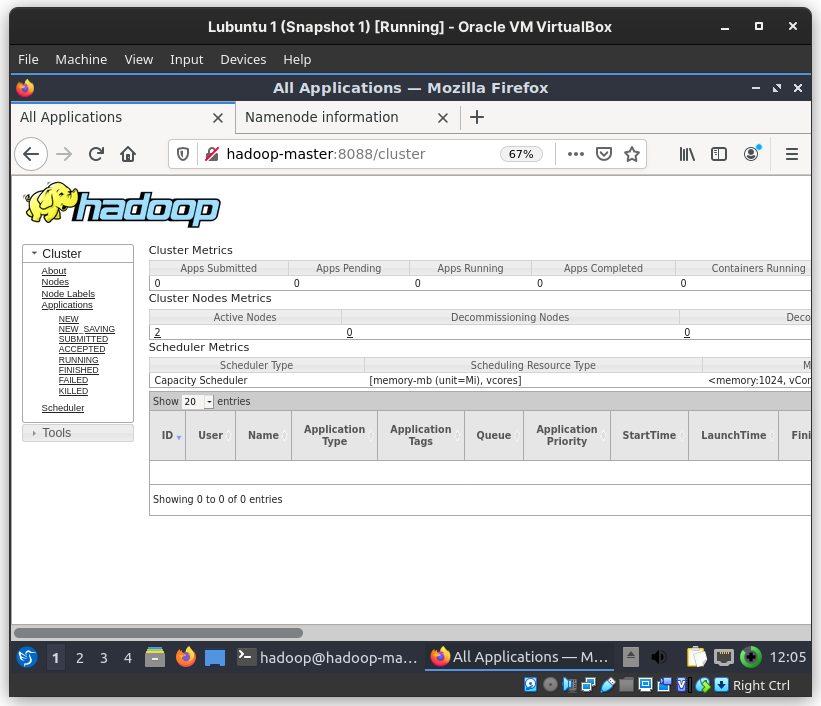 Lubuntu 1 (Snapshot 1) [Running] - Oracle VM VirtualBox
File Machine View Input Devices Help
All Applications — Mozilla Firefox
All Applications
Namenode information
hadoop-master:8088/cluster 67%
hadoop
Cluster
About
Nodes
Node Labels
Applications
NEW
NEW_SAVING
SUBMITTED
ACCEPTED
RUNNING
FINISHED
FAILED
KILLED
Scheduler
Tools
Cluster Metrics
Apps Submitted Apps Pending Apps Running Apps Completed Containers Running
0 0 0 0 0
Cluster Nodes Metrics
Active Nodes Decommissioning Nodes Deco
2 0 0
Scheduler Metrics
Scheduler Type Scheduling Resource Type M
Capacity Scheduler [memory-mb (unit=Mi), vcores] <memory:1024, vCor
Show 20 entries
ID User Name Application Type Application Tags Queue Application Priority StartTime LaunchTime Fini
Showing 0 to 0 of 0 entries
1 2 3 4 hadoop@hadoop-ma... All Applications — M... 12:05
Right Ctrl